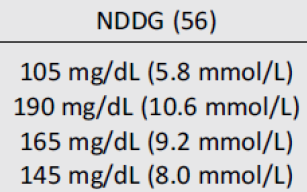 NDDG (56)
105 mg/dL (5.8 mmol/L)
190 mg/dL (10.6 mmol/L)
165 mg/dL (9.2 mmol/L)
145 mg/dL (8.0 mmol/L)